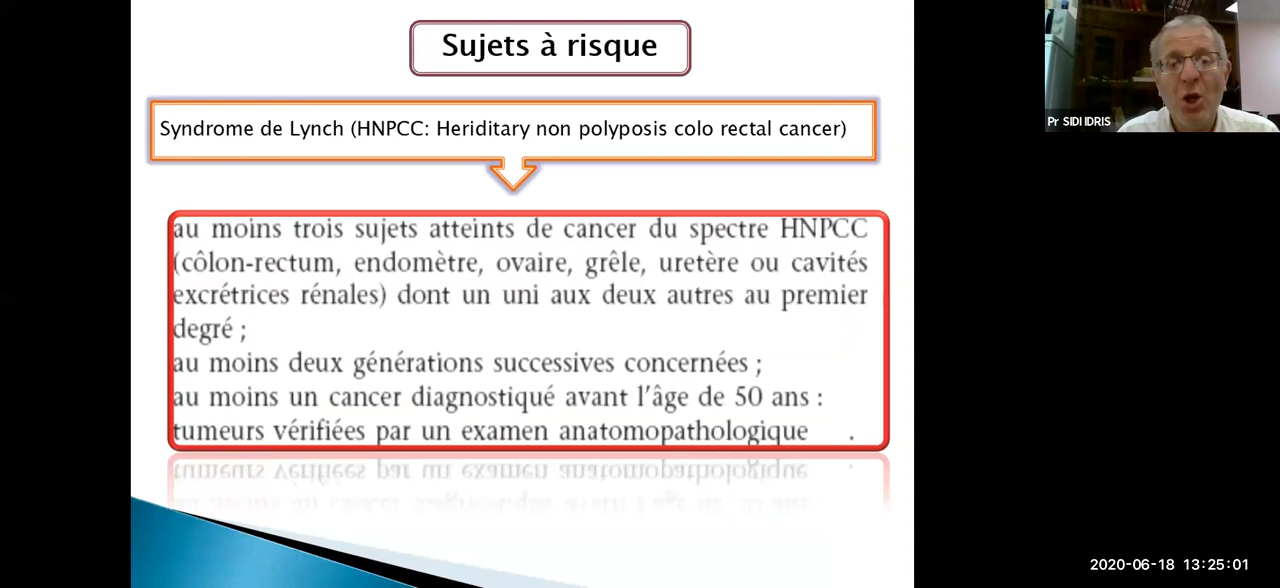 Sujets à risque
Syndrome de Lynch (HNPCC: Heriditary non polyposis colo rectal cancer)
au moins trois sujets atteints de cancer du spectre HNPCC
(côlon-rectum, endomètre, ovaire, grêle, uretère ou cavités
excrétrices rénales) dont un uni aux deux autres au premier
degré ;
au moins deux générations successives concernées ;
au moins un cancer diagnostiqué avant l'âge de 50 ans :
tumeurs vérifiées par un examen anatomopathologique .
Pr SIDI IDRIS
2020-06-18 13:25:01